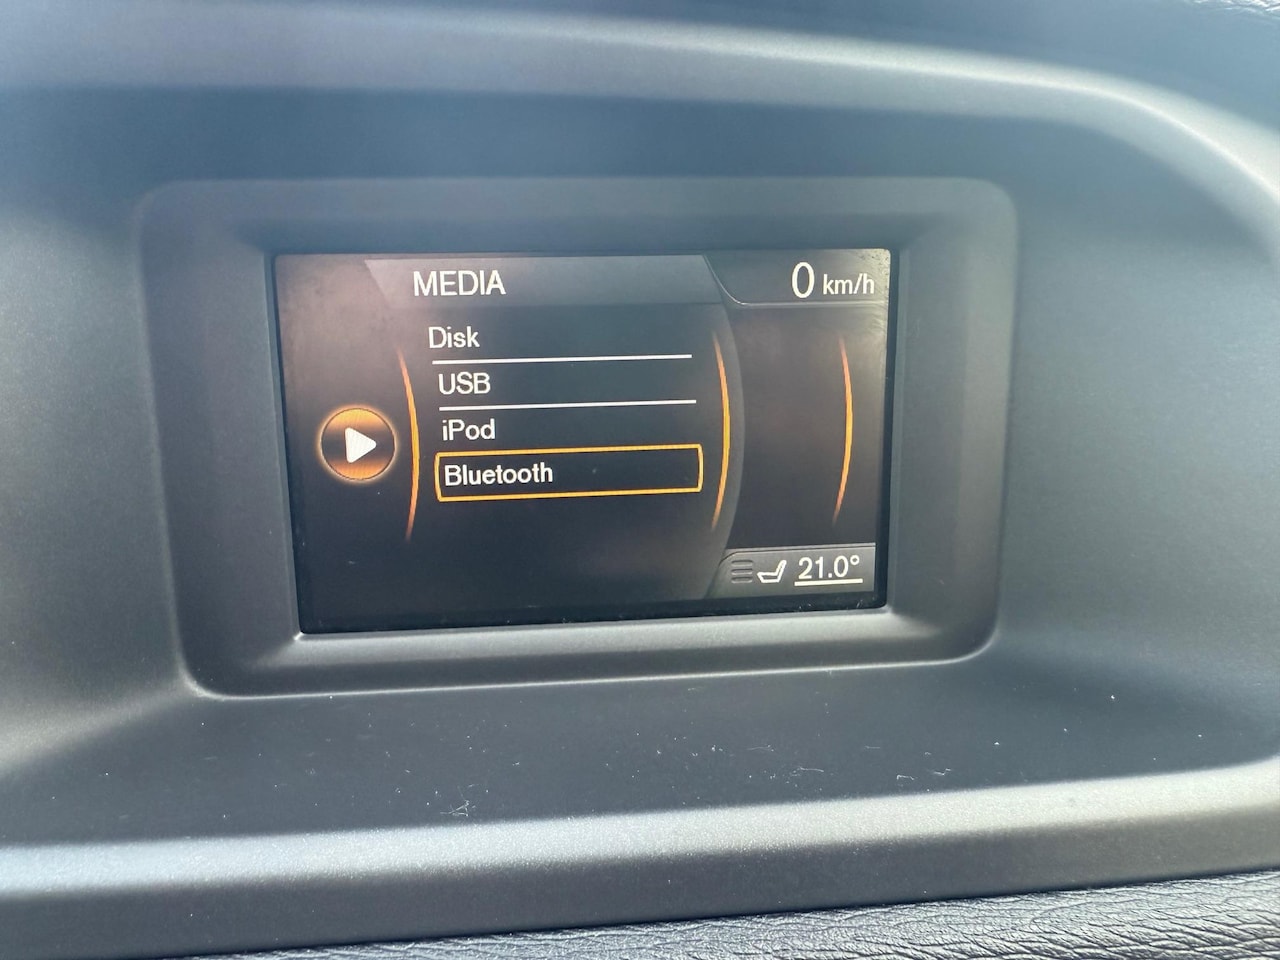 MEDIA
0 km/h
Disk
USB
iPod
Bluetooth
21.0°